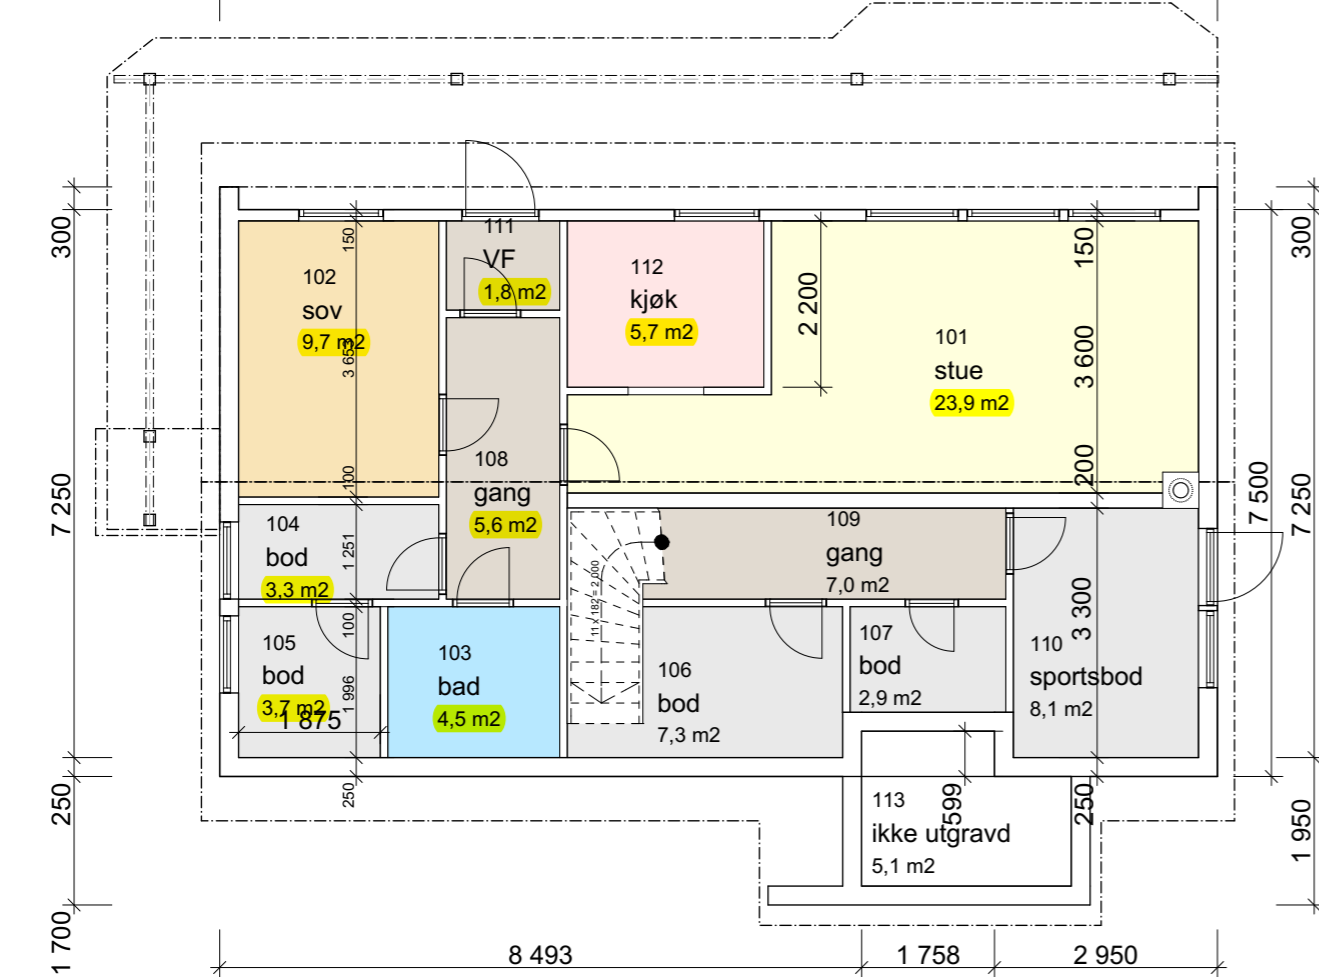 300
7 250
250
1 700
102
sov
9,7 m2
150
3 653
100
111
VF
1,8 m2
112
kjøk
5,7 m2
2 200
101
stue
23,9 m2
150
3 600
200
300
7 500
7 250
1 950
108
gang
5,6 m2
104
bod
3,3 m2
1 251
100
105
bod
3,7 m2
1 875
1 996
250
103
bad
4,5 m2
11 x 182 = 2 000
109
gang
7,0 m2
106
bod
7,3 m2
107
bod
2,9 m2
3 300
110
sportsbod
8,1 m2
250
599
113
ikke utgravd
5,1 m2
8 493
1 758
2 950